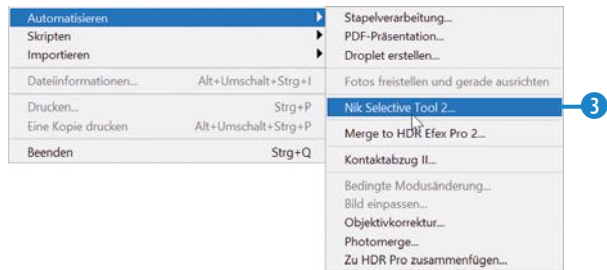 Automatisieren
Skripten
Importieren
Dateiinformationen... Alt+Umschalt+Strg+I
Drucken... Strg+P
Eine Kopie drucken Alt+Umschalt+Strg+P
Beenden Strg+Q
Stapelverarbeitung...
PDF-Präsentation...
Droplet erstellen...
Fotos freistellen und gerade ausrichten
Nik Selective Tool 2...
3
Merge to HDR Efex Pro 2...
Kontaktabzug II...
Bedingte Modusänderung...
Bild einpassen...
Objektivkorrektur...
Photomerge...
Zu HDR Pro zusammenfügen...